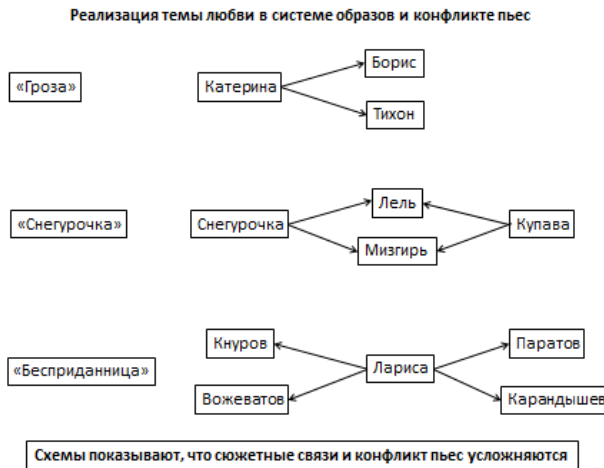 Реализация темы любви в системе образов и конфликте пьес
«Гроза»
Катерина
Борис
Тихон
«Снегурочка»
Снегурочка
Лель
Мизгирь
Купава
«Бесприданница»
Кнуров
Вожеватов
Лариса
Паратов
Карандышев
Схемы показывают, что сюжетные связи и конфликт пьес усложняются